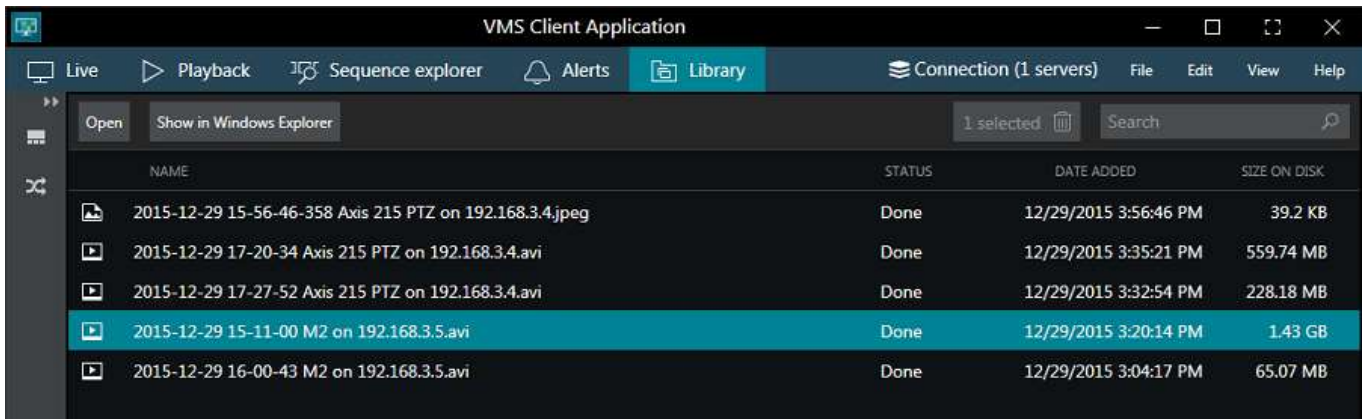 VMS Client Application
Live Playback Sequence explorer Alerts Library Connection (1 servers) File Edit View Help
Open Show in Windows Explorer 1 selected Search
NAME STATUS DATE ADDED SIZE ON DISK
2015-12-29 15-56-46-358 Axis 215 PTZ on 192.168.3.4.jpeg Done 12/29/2015 3:56:46 PM 39.2 KB
2015-12-29 17-20-34 Axis 215 PTZ on 192.168.3.4.avi Done 12/29/2015 3:35:21 PM 559.74 MB
2015-12-29 17-27-52 Axis 215 PTZ on 192.168.3.4.avi Done 12/29/2015 3:32:54 PM 228.18 MB
2015-12-29 15-11-00 M2 on 192.168.3.5.avi Done 12/29/2015 3:20:14 PM 1.43 GB
2015-12-29 16-00-43 M2 on 192.168.3.5.avi Done 12/29/2015 3:04:17 PM 65.07 MB